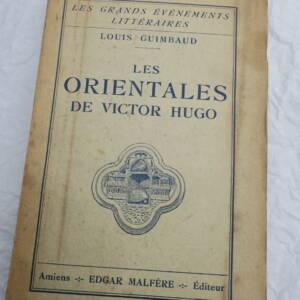 LES GRANDS ÉVÉNEMENTS
LITTÉRAIRES
LOUIS GUIMBAUD
LES
ORIENTALES
DE VICTOR HUGO
Amiens -:- EDGAR MALFÈRE -:- Éditeur